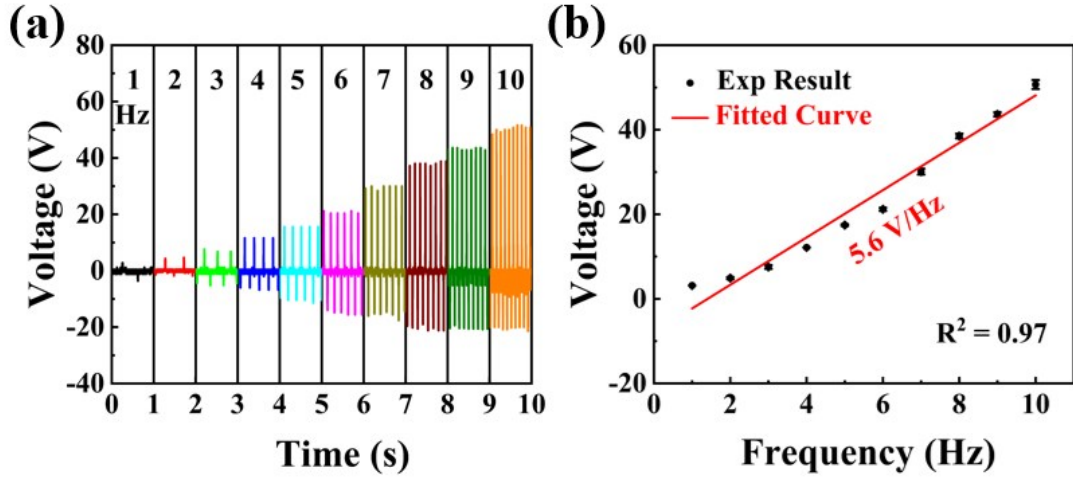 (a)
80
60
40
20
0
-20
-40
Voltage (V)
1 2 3 4 5 6 7 8 9 10
Hz
0 1 2 3 4 5 6 7 8 9 10
Time (s)
(b)
60
40
20
0
-20
Voltage (V)
Exp Result
Fitted Curve
5.6 V/Hz
R² = 0.97
0 2 4 6 8 10
Frequency (Hz)